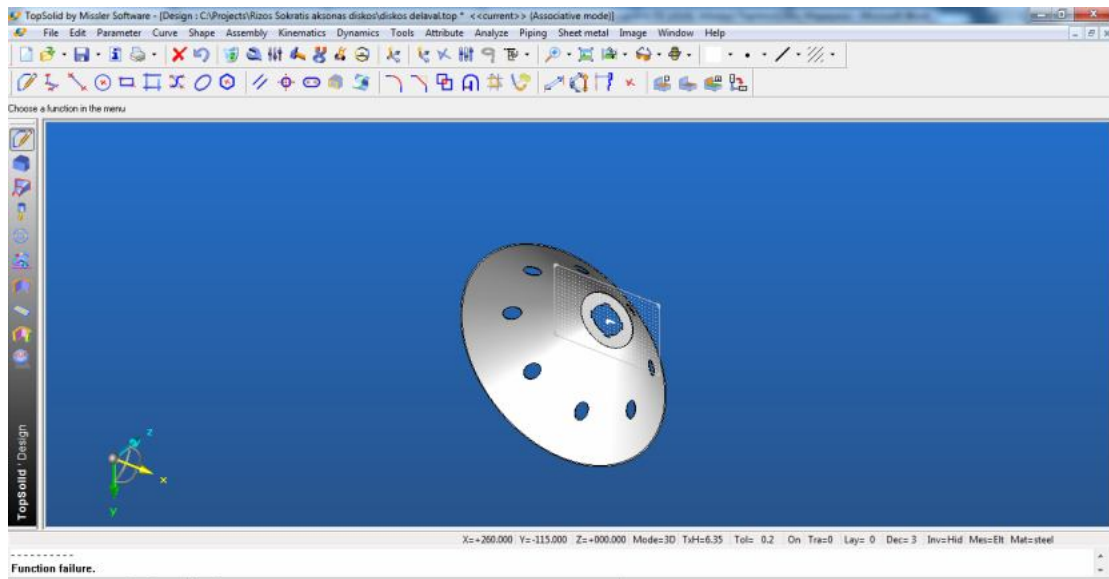 TopSolid by Missler Software - [Design : C:\Projects\Rizos Sokratis aksonas diskos\diskos delaval.top * <<current>> (Associative mode)]
File Edit Parameter Curve Shape Assembly Kinematics Dynamics Tools Attribute Analyze Piping Sheet metal Image Window Help
Choose a function in the menu
TopSolid'Design
z
x
y
X=+260.000 Y=-115.000 Z=+000.000 Mode=3D TxH=6.35 Tol= 0.2 On Tra=0 Lay= 0 Dec= 3 Inv=Hid Mes=Elt Mat=steel
----------
Function failure.